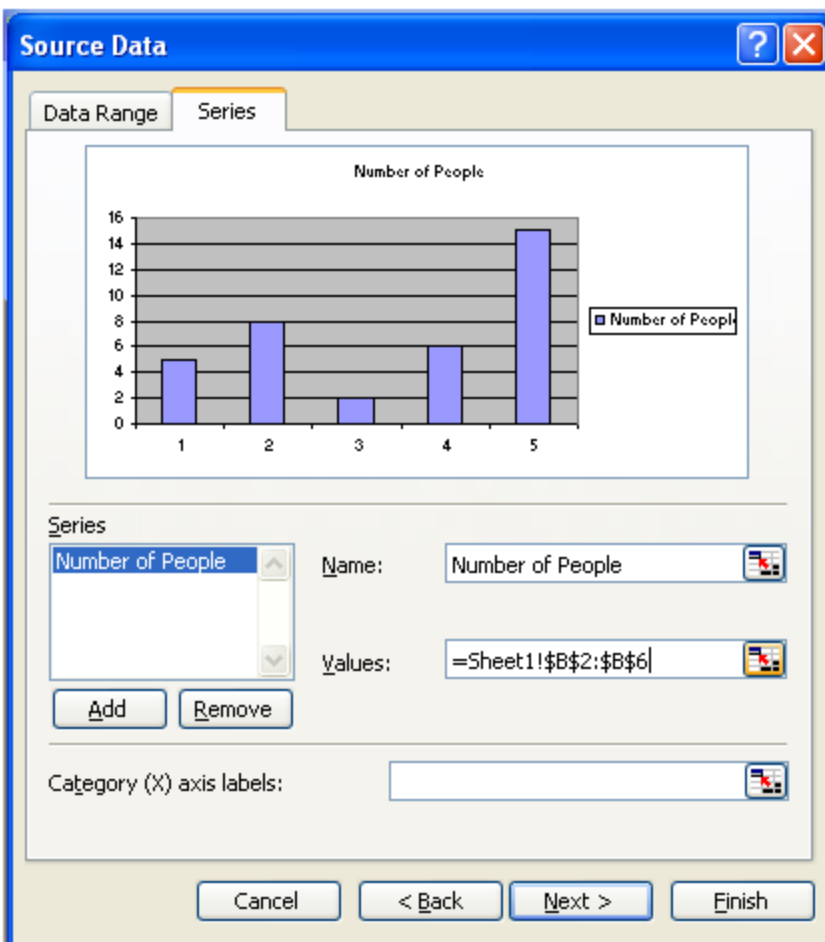 Source Data
Data Range Series
Number of People
16
14
12
10
8
6
4
2
0
1 2 3 4 5
Number of Peopl
Series
Number of People
Name: Number of People
Values: =Sheet1!$B$2:$B$6
Add Remove
Category (X) axis labels:
Cancel < Back Next > Finish